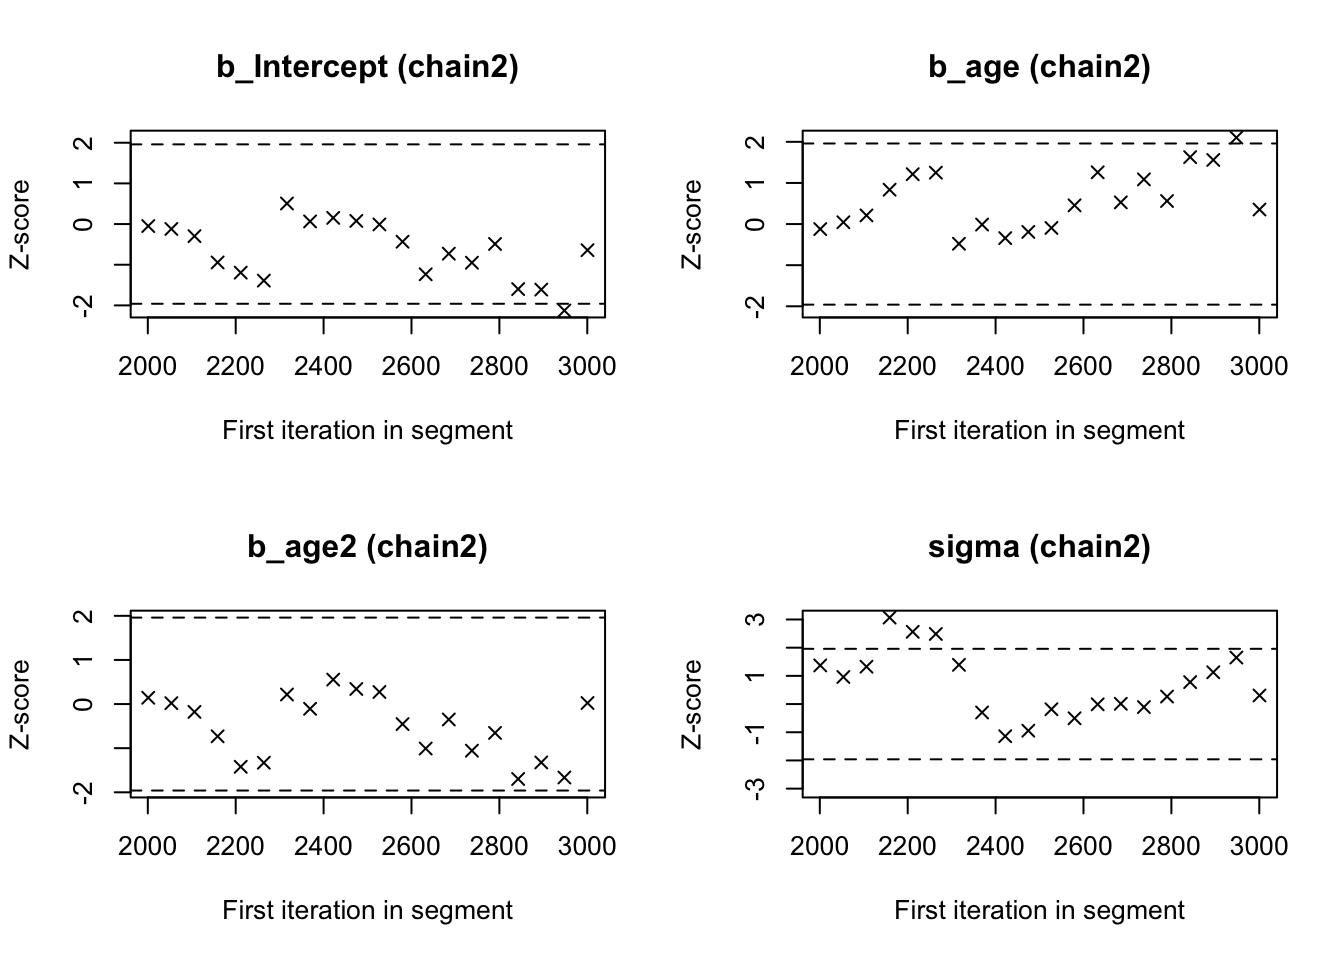 b_Intercept (chain2)
Z-score
2
1
0
-2
2000 2200 2400 2600 2800 3000
First iteration in segment
b_age (chain2)
Z-score
2
1
0
-2
2000 2200 2400 2600 2800 3000
First iteration in segment
b_age2 (chain2)
Z-score
2
1
0
-2
2000 2200 2400 2600 2800 3000
First iteration in segment
sigma (chain2)
Z-score
3
1
-1
-3
2000 2200 2400 2600 2800 3000
First iteration in segment